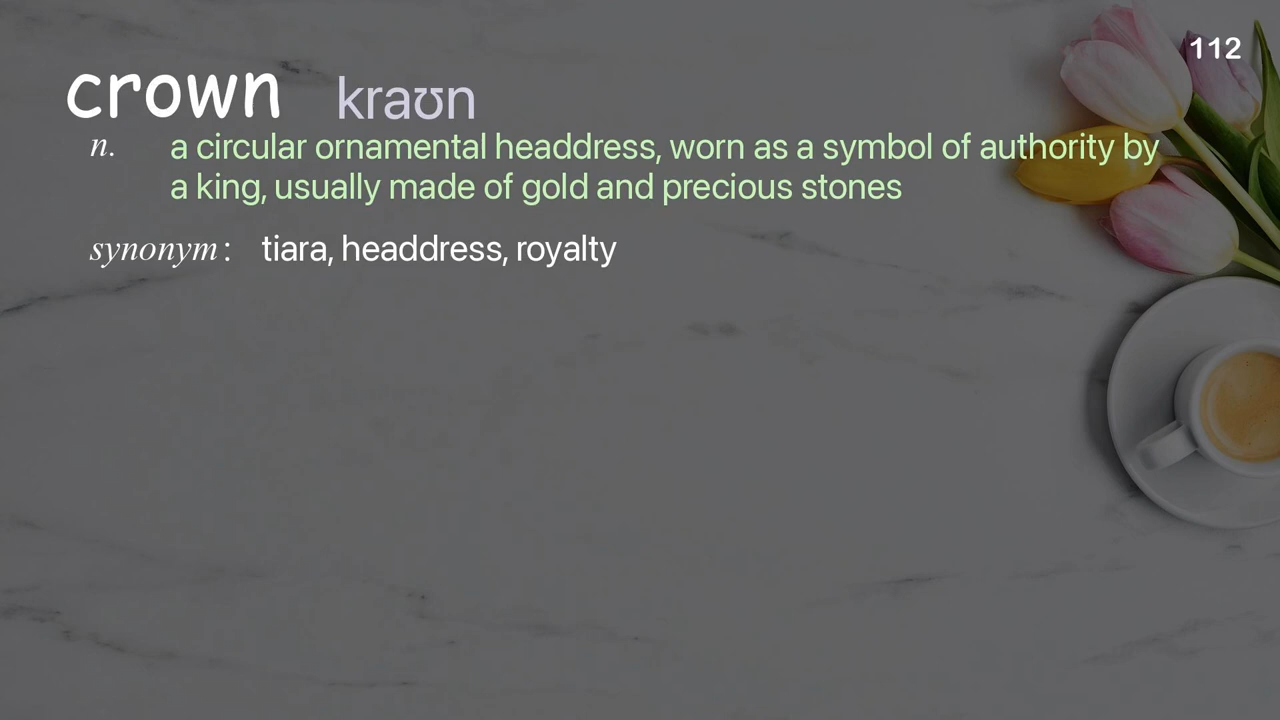 112
crown kraʊn
n. a circular ornamental headdress, worn as a symbol of authority by
a king, usually made of gold and precious stones
synonym: tiara, headdress, royalty